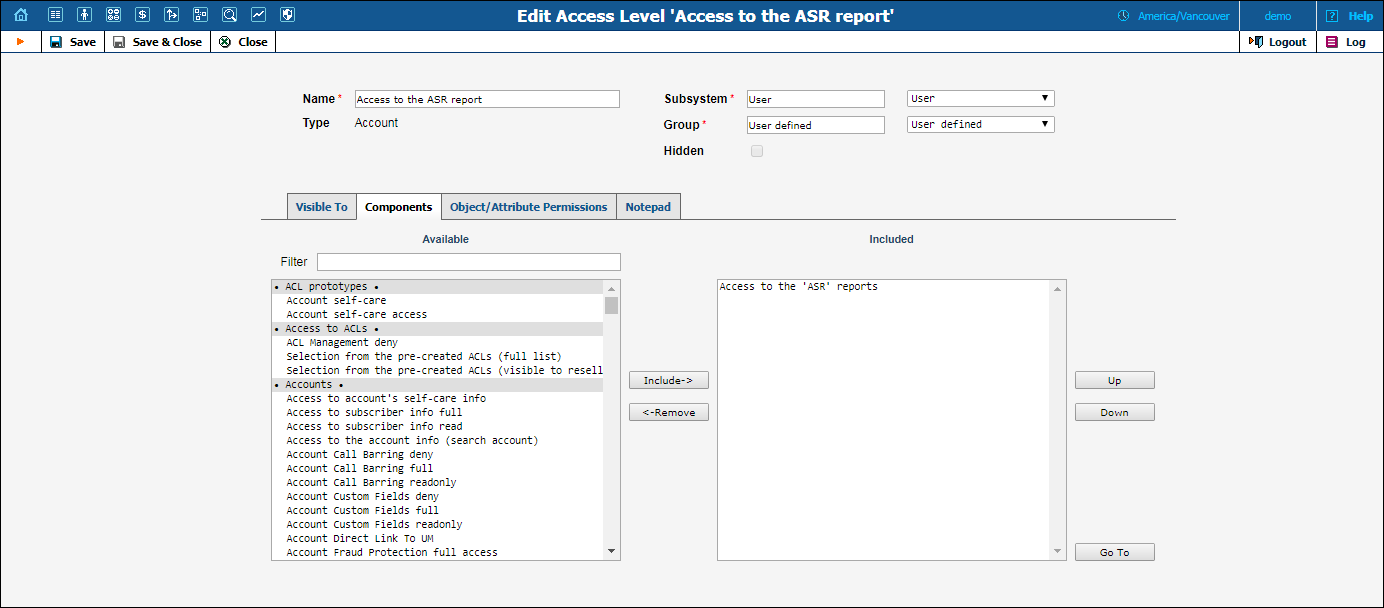 Edit Access Level 'Access to the ASR report'
America/Vancouver
demo
? Help
Save
Save & Close
Close
Logout
Log
Name *
Access to the ASR report
Subsystem *
User
User
Type
Account
Group *
User defined
User defined
Hidden
Visible To
Components
Object/Attribute Permissions
Notepad
Available
Included
Filter
• ACL prototypes •
Account self-care
Account self-care access
• Access to ACLs •
ACL Management deny
Selection from the pre-created ACLs (full list)
Selection from the pre-created ACLs (visible to resell
• Accounts •
Access to account's self-care info
Access to subscriber info full
Access to subscriber info read
Access to the account info (search account)
Account Call Barring deny
Account Call Barring full
Account Call Barring readonly
Account Custom Fields deny
Account Custom Fields full
Account Custom Fields readonly
Account Direct Link To UM
Account Fraud Protection full access
Include->
<-Remove
Access to the 'ASR' reports
Up
Down
Go To